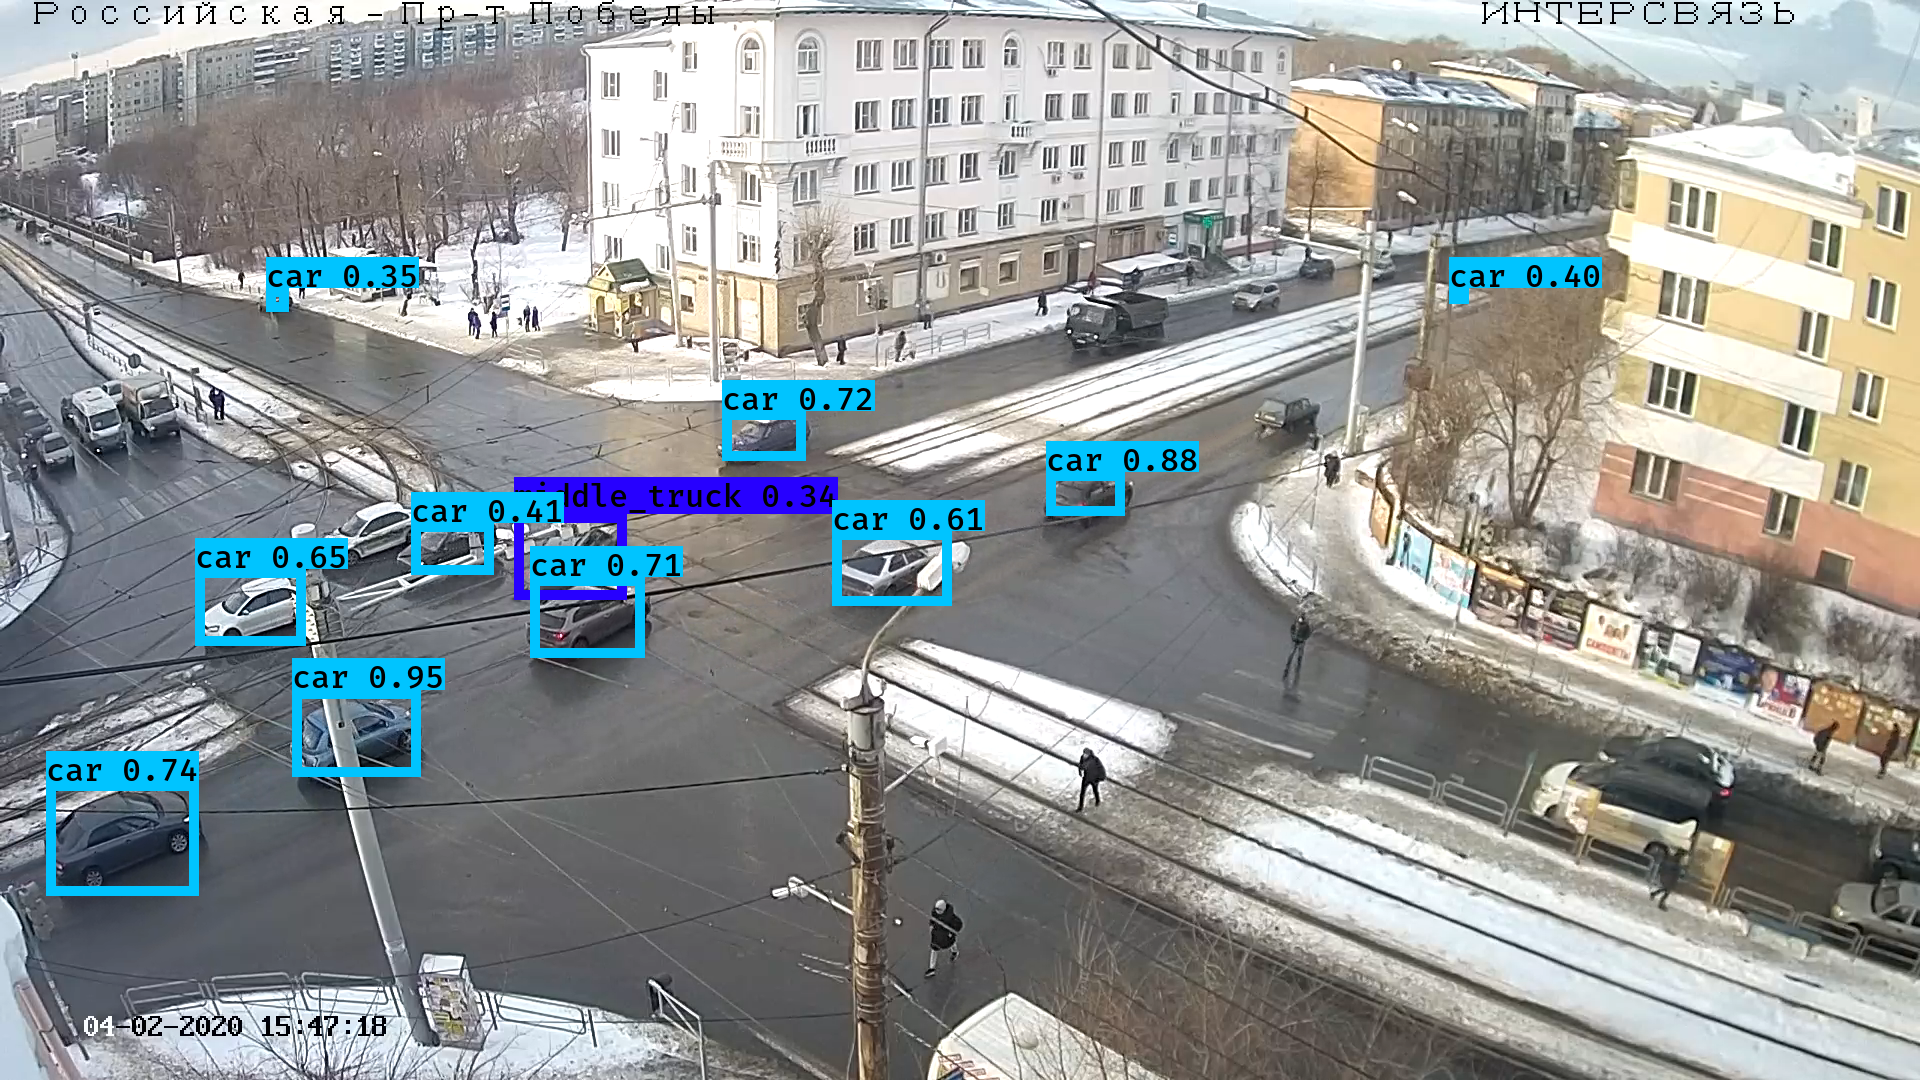 Российская - Пр-т Победы
ИНТЕРСВЯЗЬ
car 0.35
car 0.40
car 0.72
car 0.88
middle_truck 0.34
car 0.41
car 0.61
car 0.65
car 0.71
car 0.95
car 0.74
04-02-2020 15:47:18